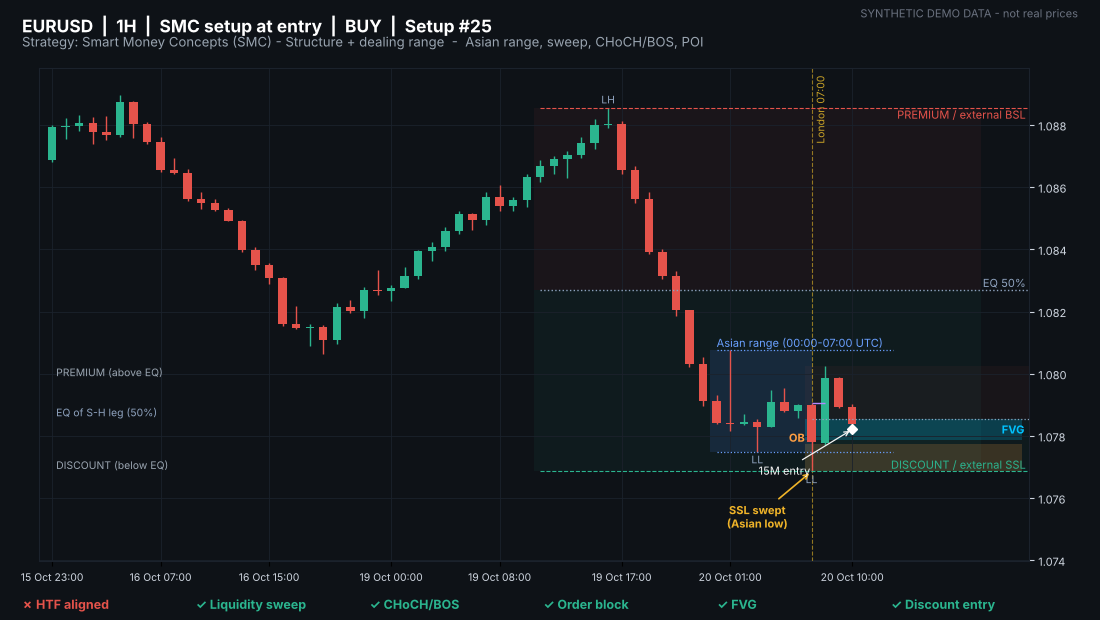 SYNTHETIC DEMO DATA - not real prices
EURUSD | 1H | SMC setup at entry | BUY | Setup #25
Strategy: Smart Money Concepts (SMC) - Structure + dealing range - Asian range, sweep, CHoCH/BOS, POI
London 07:00
LH
PREMIUM / external BSL
1.088
1.086
1.084
EQ 50%
1.082
Asian range (00:00-07:00 UTC)
PREMIUM (above EQ)
1.080
EQ of S-H leg (50%)
FVG
OB
1.078
LL
DISCOUNT (below EQ)
DISCOUNT / external SSL
15M entry
LL
1.076
SSL swept
(Asian low)
1.074
15 Oct 23:00 16 Oct 07:00 16 Oct 15:00 19 Oct 00:00 19 Oct 08:00 19 Oct 17:00 20 Oct 01:00 20 Oct 10:00
× HTF aligned ✓ Liquidity sweep ✓ CHoCH/BOS ✓ Order block ✓ FVG ✓ Discount entry